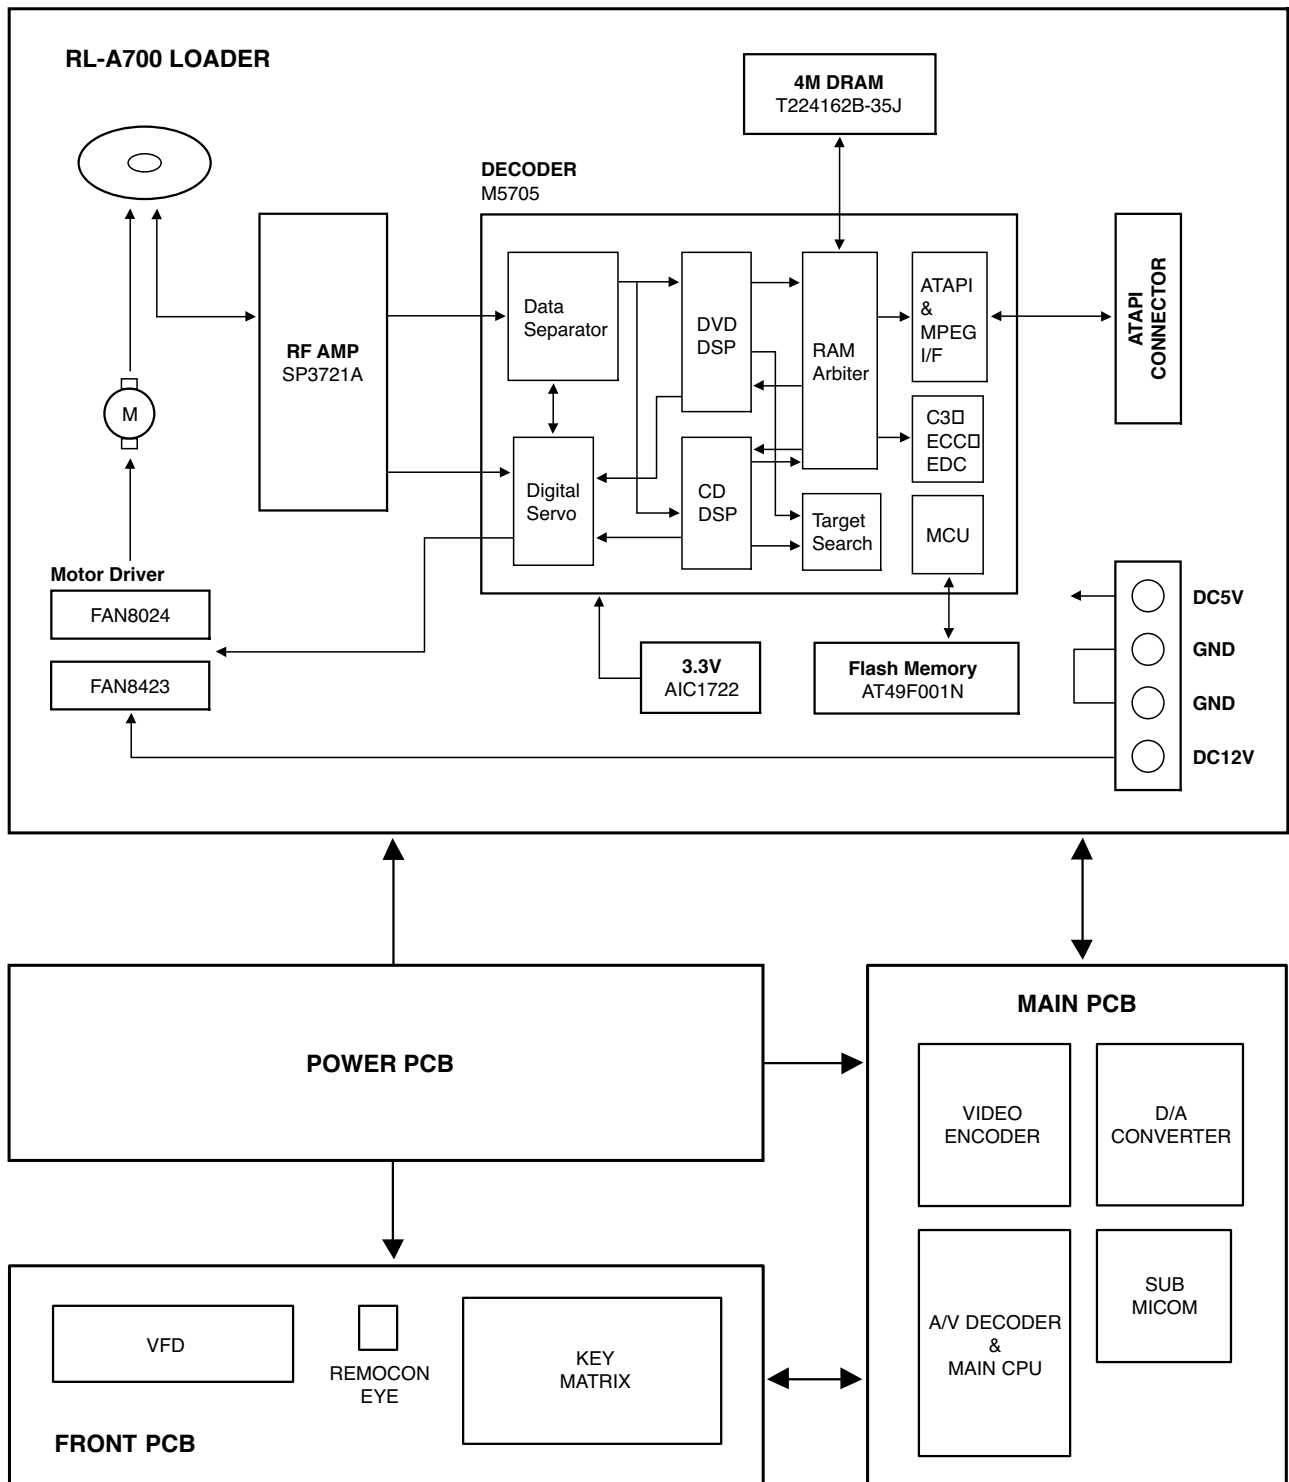 RL-A700 LOADER
4M DRAM
T224162B-35J
DECODER
M5705
RF AMP
SP3721A
Data
Separator
DVD
DSP
RAM
Arbiter
ATAPI
&
MPEG
I/F
ATAPI
CONNECTOR
M
C3□
ECC□
EDC
Digital
Servo
CD
DSP
Target
Search
MCU
Motor Driver
FAN8024
FAN8423
3.3V
AIC1722
Flash Memory
AT49F001N
DC5V
GND
GND
DC12V
POWER PCB
MAIN PCB
VIDEO
ENCODER
D/A
CONVERTER
A/V DECODER
&
MAIN CPU
SUB
MICOM
VFD
REMOCON
EYE
KEY
MATRIX
FRONT PCB